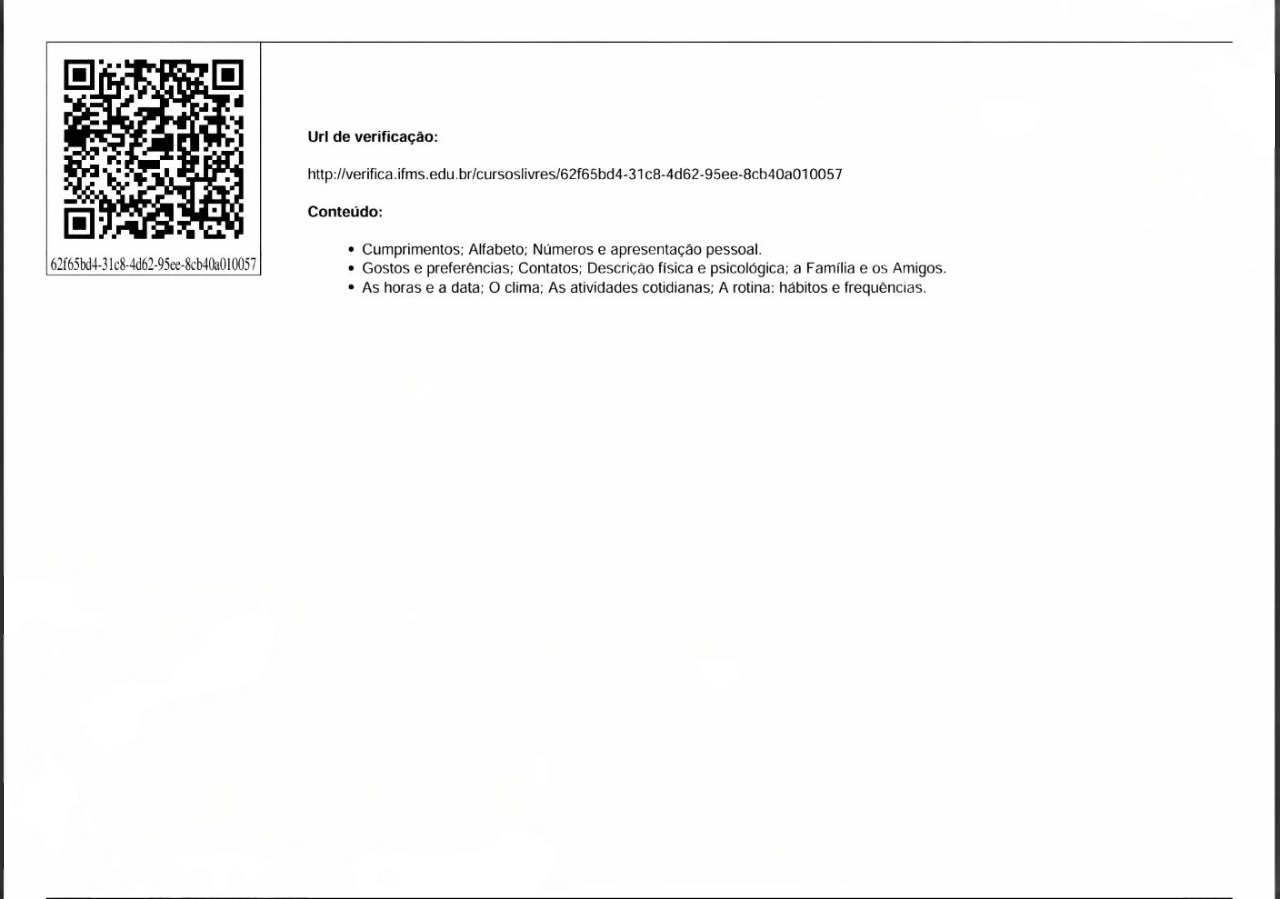 Url de verificação:
http://verifica.ifms.edu.br/cursoslivres/62f65bd4-31c8-4d62-95ee-8cb40a010057
Conteúdo:
• Cumprimentos; Alfabeto; Números e apresentação pessoal.
• Gostos e preferências; Contatos; Descrição física e psicológica; a Família e os Amigos.
• As horas e a data; O clima; As atividades cotidianas; A rotina: hábitos e frequências.
62f65bd4-31c8-4d62-95ee-8cb40a010057